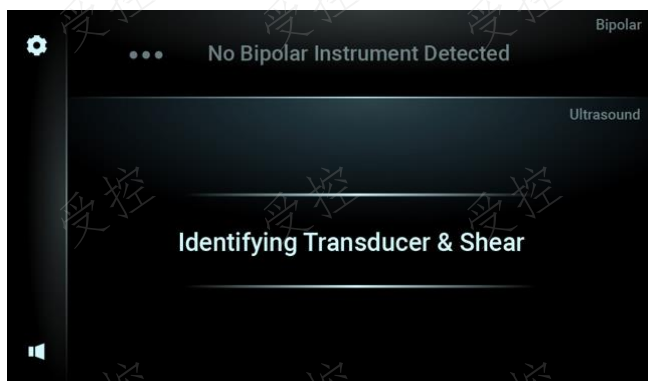 Bipolar
No Bipolar Instrument Detected
Ultrasound
受控
受控
受控
受控
受控
受控
Identifying Transducer & Shear